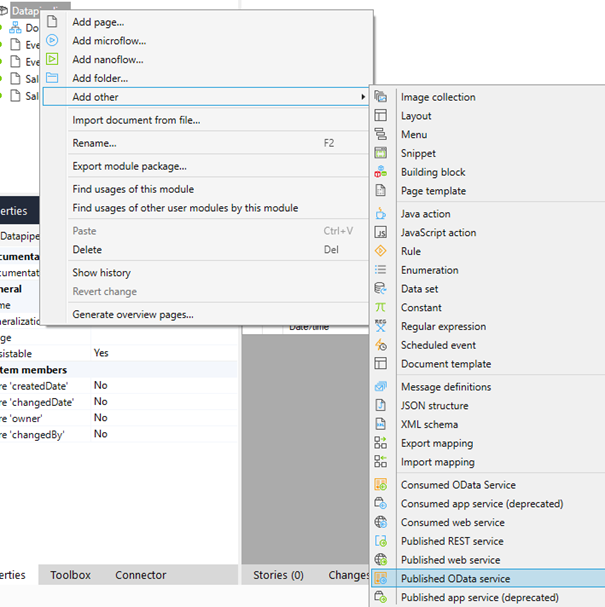 Datapipeline
Do
Eve
Eve
Sal
Sal
Add page...
Add microflow...
Add nanoflow...
Add folder...
Add other
Import document from file...
Rename... F2
Export module package...
Find usages of this module
Find usages of other user modules by this module
Paste Ctrl+V
Delete Del
Show history
Revert change
Generate overview pages...
Image collection
Layout
Menu
Snippet
Building block
Page template
Java action
JavaScript action
Rule
Enumeration
Data set
Constant
Regular expression
Scheduled event
Document template
Message definitions
JSON structure
XML schema
Export mapping
Import mapping
Consumed OData Service
Consumed app service (deprecated)
Consumed web service
Published REST service
Published web service
Published OData service
Published app service (deprecated)
erties
Datapipe
cumenta
cumentat
neral
me
neralizatio
ge
sistable Yes
tem members
re 'createdDate' No
re 'changedDate' No
re 'owner' No
re 'changedBy' No
Date/time
erties Toolbox Connector
Stories (0) Changes